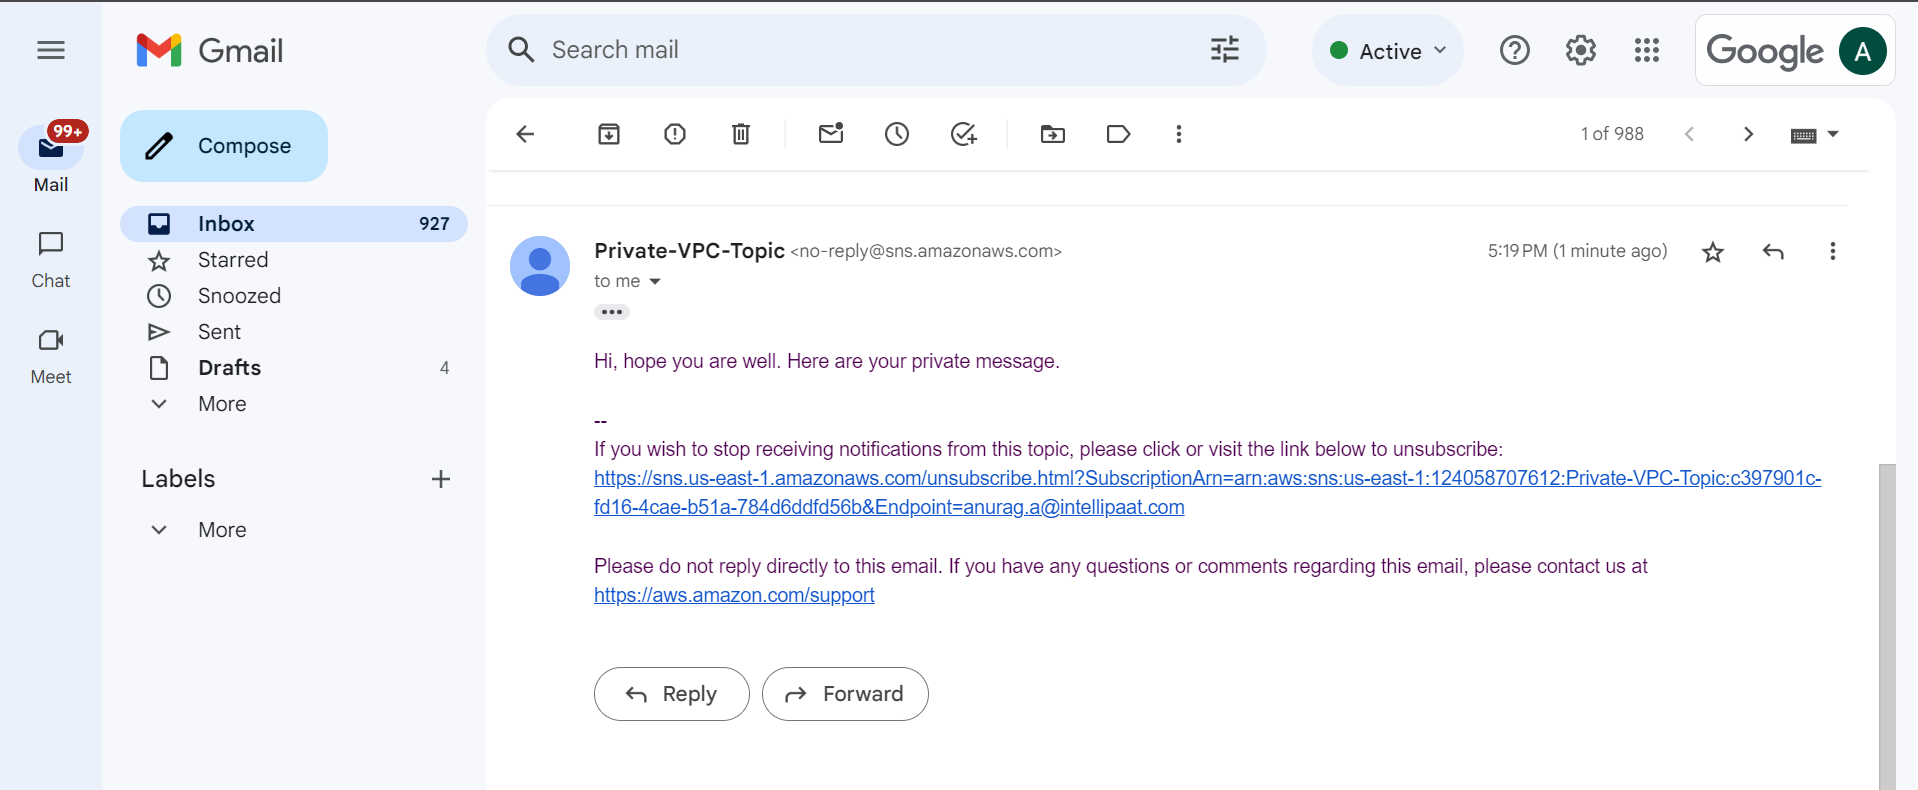 Gmail
Search mail
Active
Google
A
99+
Mail
Chat
Meet
Compose
Inbox 927
Starred
Snoozed
Sent
Drafts 4
More
Labels
More
1 of 988
Private-VPC-Topic <no-reply@sns.amazonaws.com>
5:19 PM (1 minute ago)
to me
Hi, hope you are well. Here are your private message.
--
If you wish to stop receiving notifications from this topic, please click or visit the link below to unsubscribe:
https://sns.us-east-1.amazonaws.com/unsubscribe.html?SubscriptionArn=arn:aws:sns:us-east-1:124058707612:Private-VPC-Topic:c397901c-
fd16-4cae-b51a-784d6ddfd56b&Endpoint=anurag.a@intellipaat.com
Please do not reply directly to this email. If you have any questions or comments regarding this email, please contact us at
https://aws.amazon.com/support
Reply
Forward